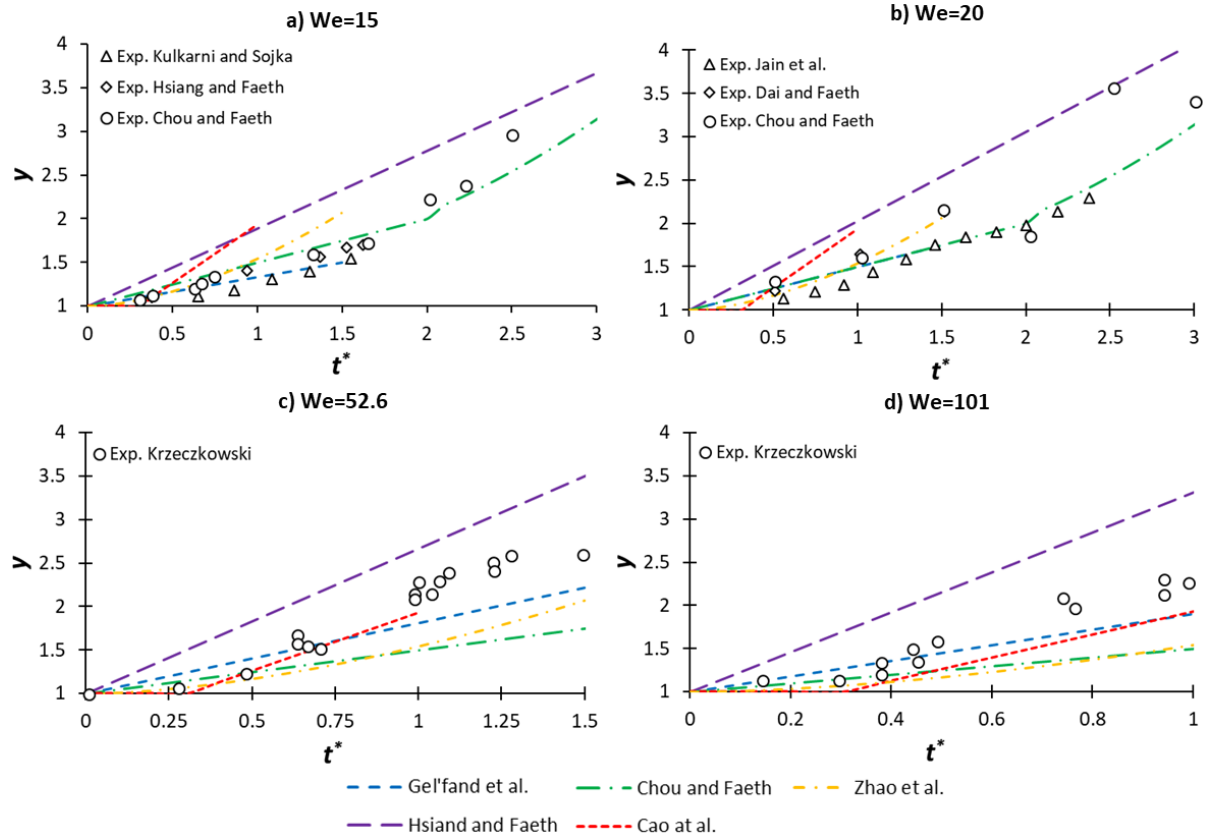 a) We=15
4
3.5
3
2.5
2
1.5
1
y
Exp. Kulkarni and Sojka
Exp. Hsiang and Faeth
Exp. Chou and Faeth
0 0.5 1 1.5 2 2.5 3
t*
b) We=20
4
3.5
3
2.5
2
1.5
1
y
Exp. Jain et al.
Exp. Dai and Faeth
Exp. Chou and Faeth
0 0.5 1 1.5 2 2.5 3
t*
c) We=52.6
4
3.5
3
2.5
2
1.5
1
y
Exp. Krzeczkowski
0 0.25 0.5 0.75 1 1.25 1.5
t*
d) We=101
4
3.5
3
2.5
2
1.5
1
y
Exp. Krzeczkowski
0 0.2 0.4 0.6 0.8 1
t*
Gel'fand et al. Chou and Faeth Zhao et al.
Hsiand and Faeth Cao at al.